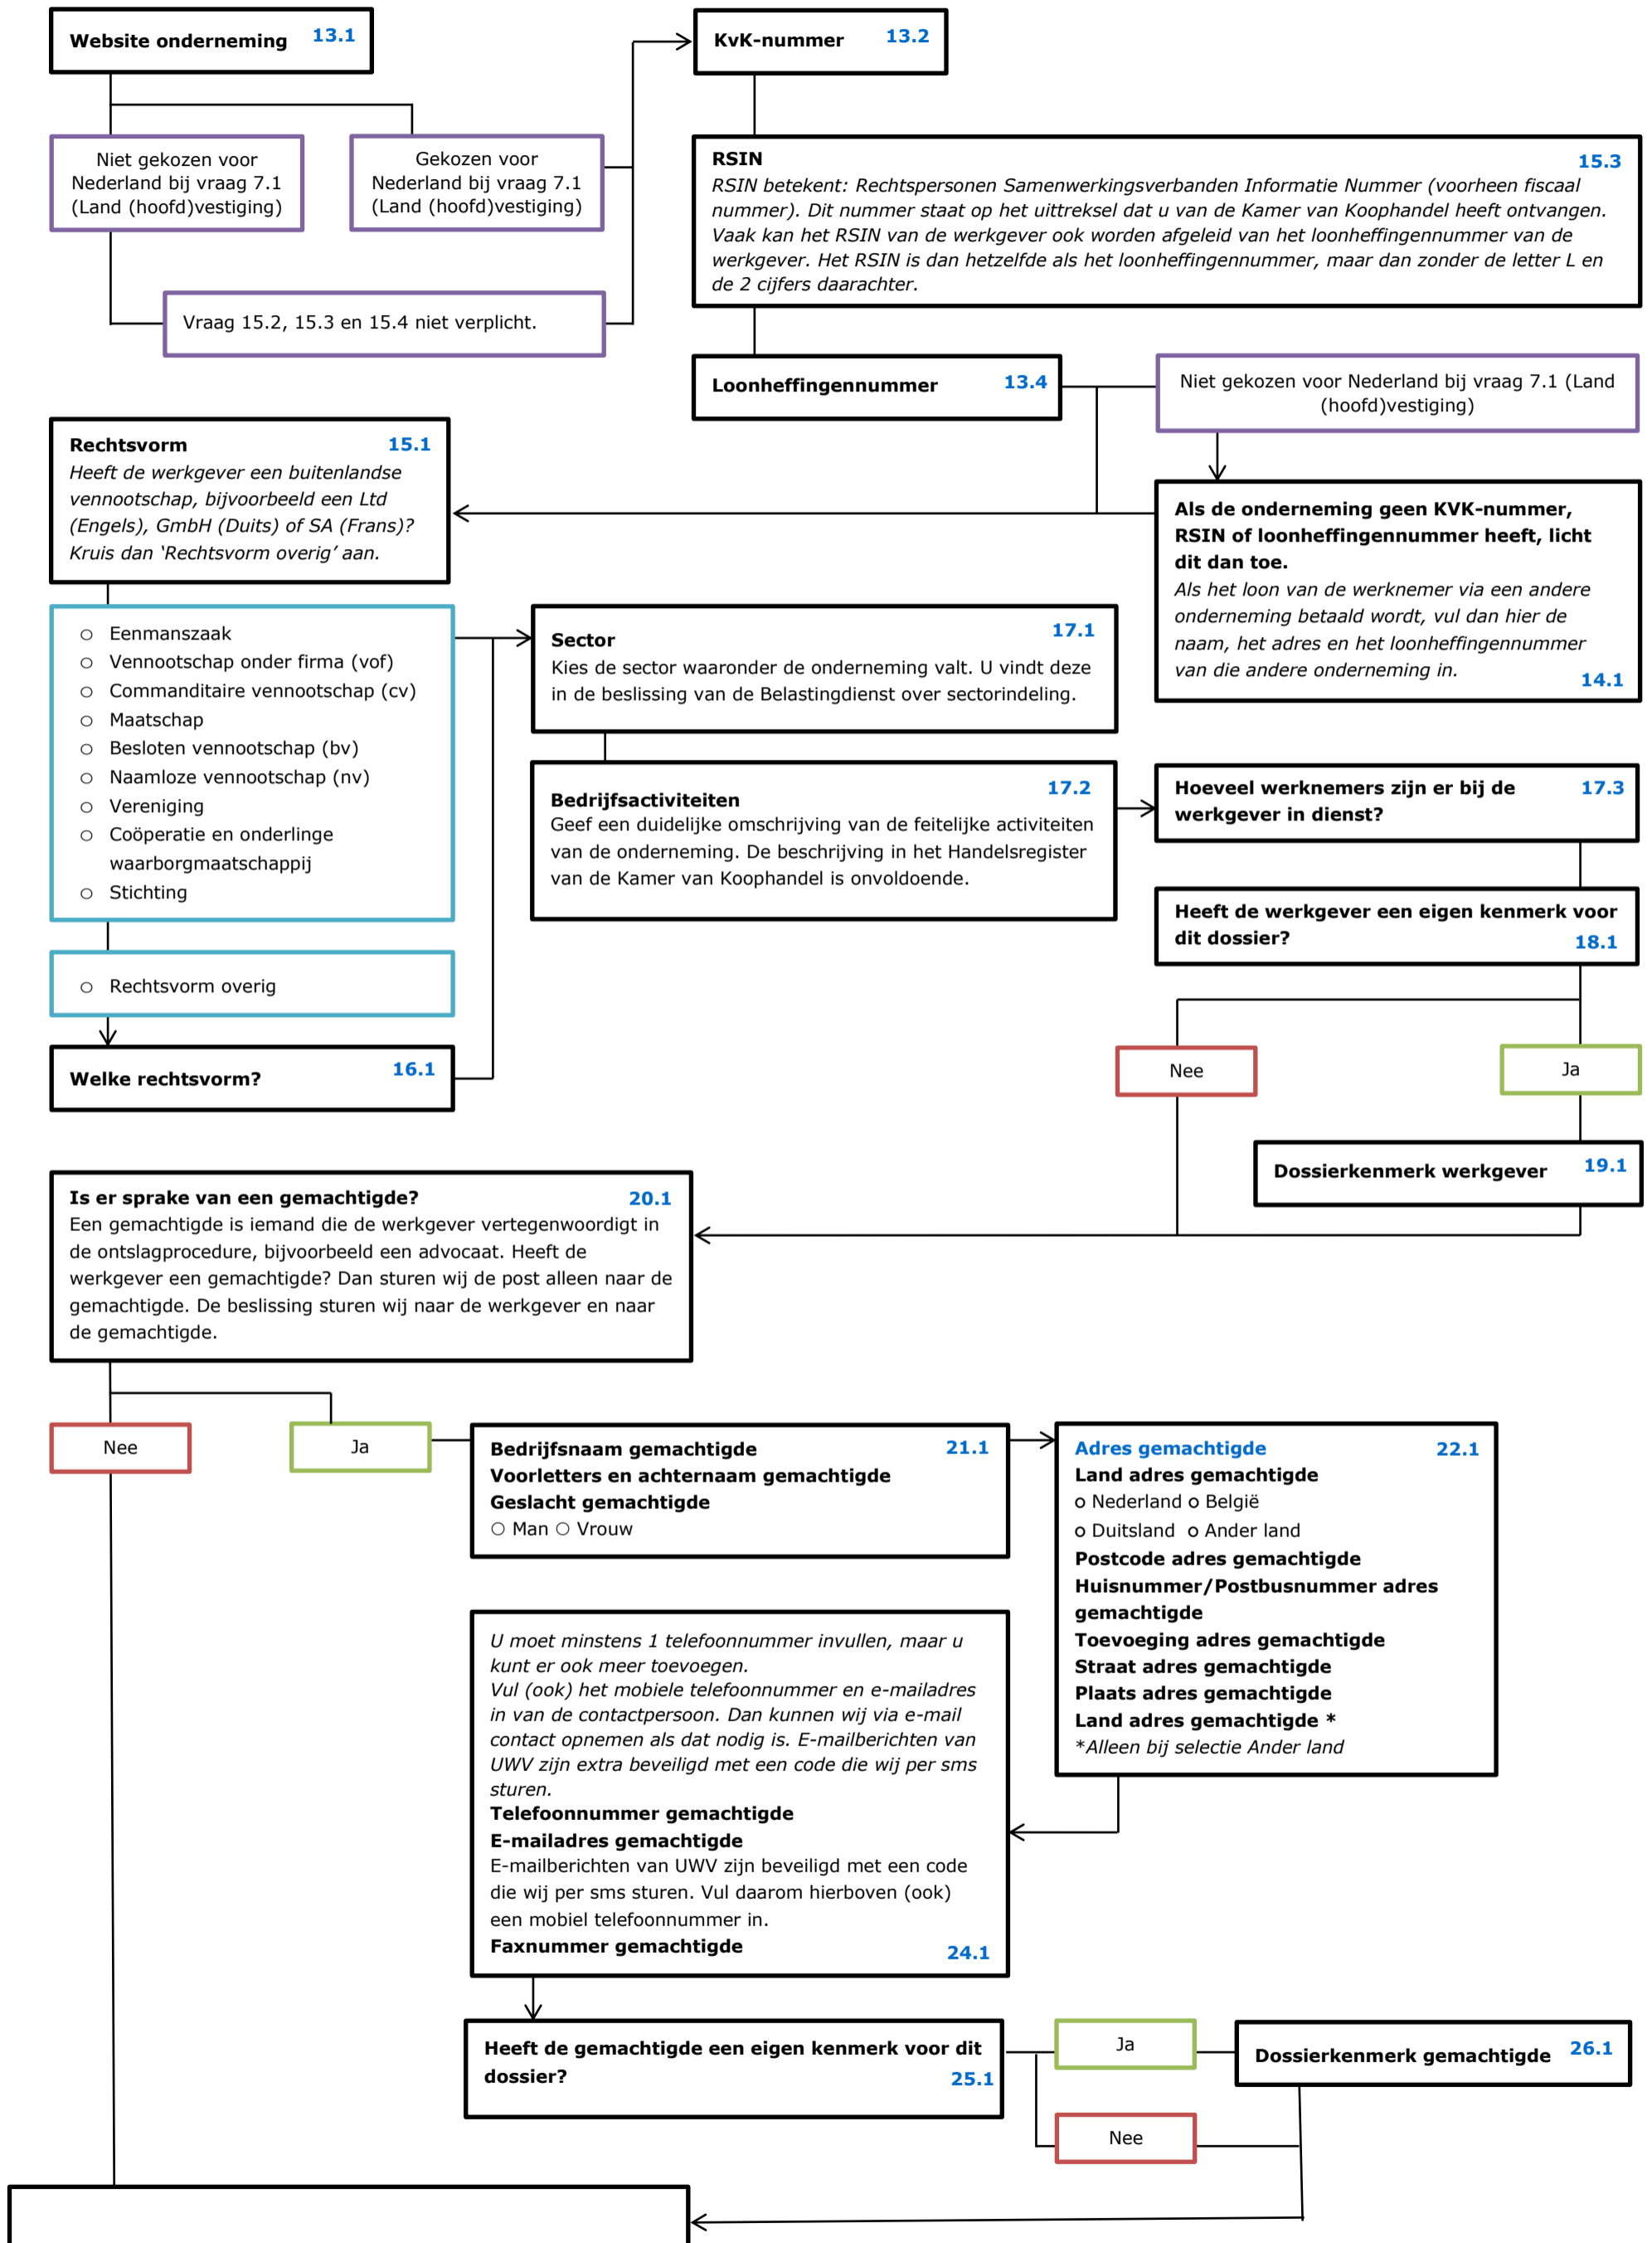 Website onderneming 13.1
KvK-nummer 13.2
Niet gekozen voor
Nederland bij vraag 7.1
(Land (hoofd)vestiging)
Gekozen voor
Nederland bij vraag 7.1
(Land (hoofd)vestiging)
Vraag 15.2, 15.3 en 15.4 niet verplicht.
RSIN 15.3
RSIN betekent: Rechtspersonen Samenwerkingsverbanden Informatie Nummer (voorheen fiscaal
nummer). Dit nummer staat op het uittreksel dat u van de Kamer van Koophandel heeft ontvangen.
Vaak kan het RSIN van de werkgever ook worden afgeleid van het loonheffingennummer van de
werkgever. Het RSIN is dan hetzelfde als het loonheffingennummer, maar dan zonder de letter L en
de 2 cijfers daarachter.
Loonheffingennummer 13.4
Niet gekozen voor Nederland bij vraag 7.1 (Land
(hoofd)vestiging)
Als de onderneming geen KVK-nummer,
RSIN of loonheffingennummer heeft, licht
dit dan toe.
Als het loon van de werknemer via een andere
onderneming betaald wordt, vul dan hier de
naam, het adres en het loonheffingennummer
van die andere onderneming in.
14.1
Rechtsvorm 15.1
Heeft de werkgever een buitenlandse
vennootschap, bijvoorbeeld een Ltd
(Engels), GmbH (Duits) of SA (Frans)?
Kruis dan ‘Rechtsvorm overig’ aan.
○ Eenmanszaak
○ Vennootschap onder firma (vof)
○ Commanditaire vennootschap (cv)
○ Maatschap
○ Besloten vennootschap (bv)
○ Naamloze vennootschap (nv)
○ Vereniging
○ Coöperatie en onderlinge
waarborgmaatschappij
○ Stichting
○ Rechtsvorm overig
Welke rechtsvorm? 16.1
Sector 17.1
Kies de sector waaronder de onderneming valt. U vindt deze
in de beslissing van de Belastingdienst over sectorindeling.
Bedrijfsactiviteiten 17.2
Geef een duidelijke omschrijving van de feitelijke activiteiten
van de onderneming. De beschrijving in het Handelsregister
van de Kamer van Koophandel is onvoldoende.
Hoeveel werknemers zijn er bij de 17.3
werkgever in dienst?
Heeft de werkgever een eigen kenmerk voor
dit dossier? 18.1
Nee
Ja
Dossierkenmerk werkgever 19.1
Is er sprake van een gemachtigde? 20.1
Een gemachtigde is iemand die de werkgever vertegenwoordigt in
de ontslagprocedure, bijvoorbeeld een advocaat. Heeft de
werkgever een gemachtigde? Dan sturen wij de post alleen naar de
gemachtigde. De beslissing sturen wij naar de werkgever en naar
de gemachtigde.
Nee
Ja
Bedrijfsnaam gemachtigde 21.1
Voorletters en achternaam gemachtigde
Geslacht gemachtigde
○ Man ○ Vrouw
Adres gemachtigde 22.1
Land adres gemachtigde
o Nederland o België
o Duitsland o Ander land
Postcode adres gemachtigde
Huisnummer/Postbusnummer adres
gemachtigde
Toevoeging adres gemachtigde
Straat adres gemachtigde
Plaats adres gemachtigde
Land adres gemachtigde *
*Alleen bij selectie Ander land
U moet minstens 1 telefoonnummer invullen, maar u
kunt er ook meer toevoegen.
Vul (ook) het mobiele telefoonnummer en e-mailadres
in van de contactpersoon. Dan kunnen wij via e-mail
contact opnemen als dat nodig is. E-mailberichten van
UWV zijn extra beveiligd met een code die wij per sms
sturen.
Telefoonnummer gemachtigde
E-mailadres gemachtigde
E-mailberichten van UWV zijn beveiligd met een code
die wij per sms sturen. Vul daarom hierboven (ook)
een mobiel telefoonnummer in.
Faxnummer gemachtigde 24.1
Heeft de gemachtigde een eigen kenmerk voor dit
dossier? 25.1
Ja
Nee
Dossierkenmerk gemachtigde 26.1